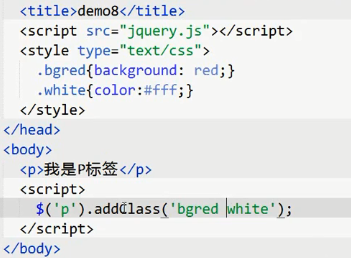 <title>demo8</title>
<script src="jquery.js"></script>
<style type="text/css">
.bgred{background: red;}
.white{color:#fff;}
</style>
</head>
<body>
<p>我是P标签</p>
<script>
$('p').addClass('bgred white');
</script>
</body>